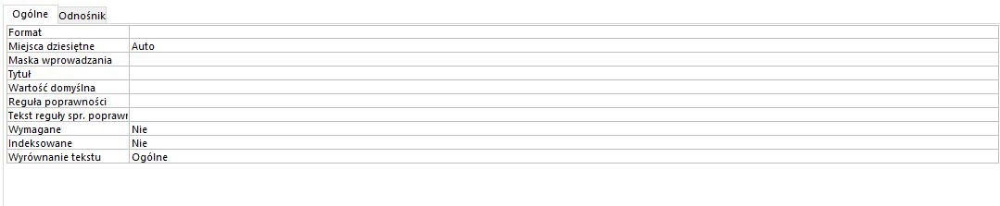 Ogólne Odnośnik
Format
Miejsca dziesiętne Auto
Maska wprowadzania
Tytuł
Wartość domyślna
Reguła poprawności
Tekst reguły spr. poprawr
Wymagane Nie
Indeksowane Nie
Wyrównanie tekstu Ogólne